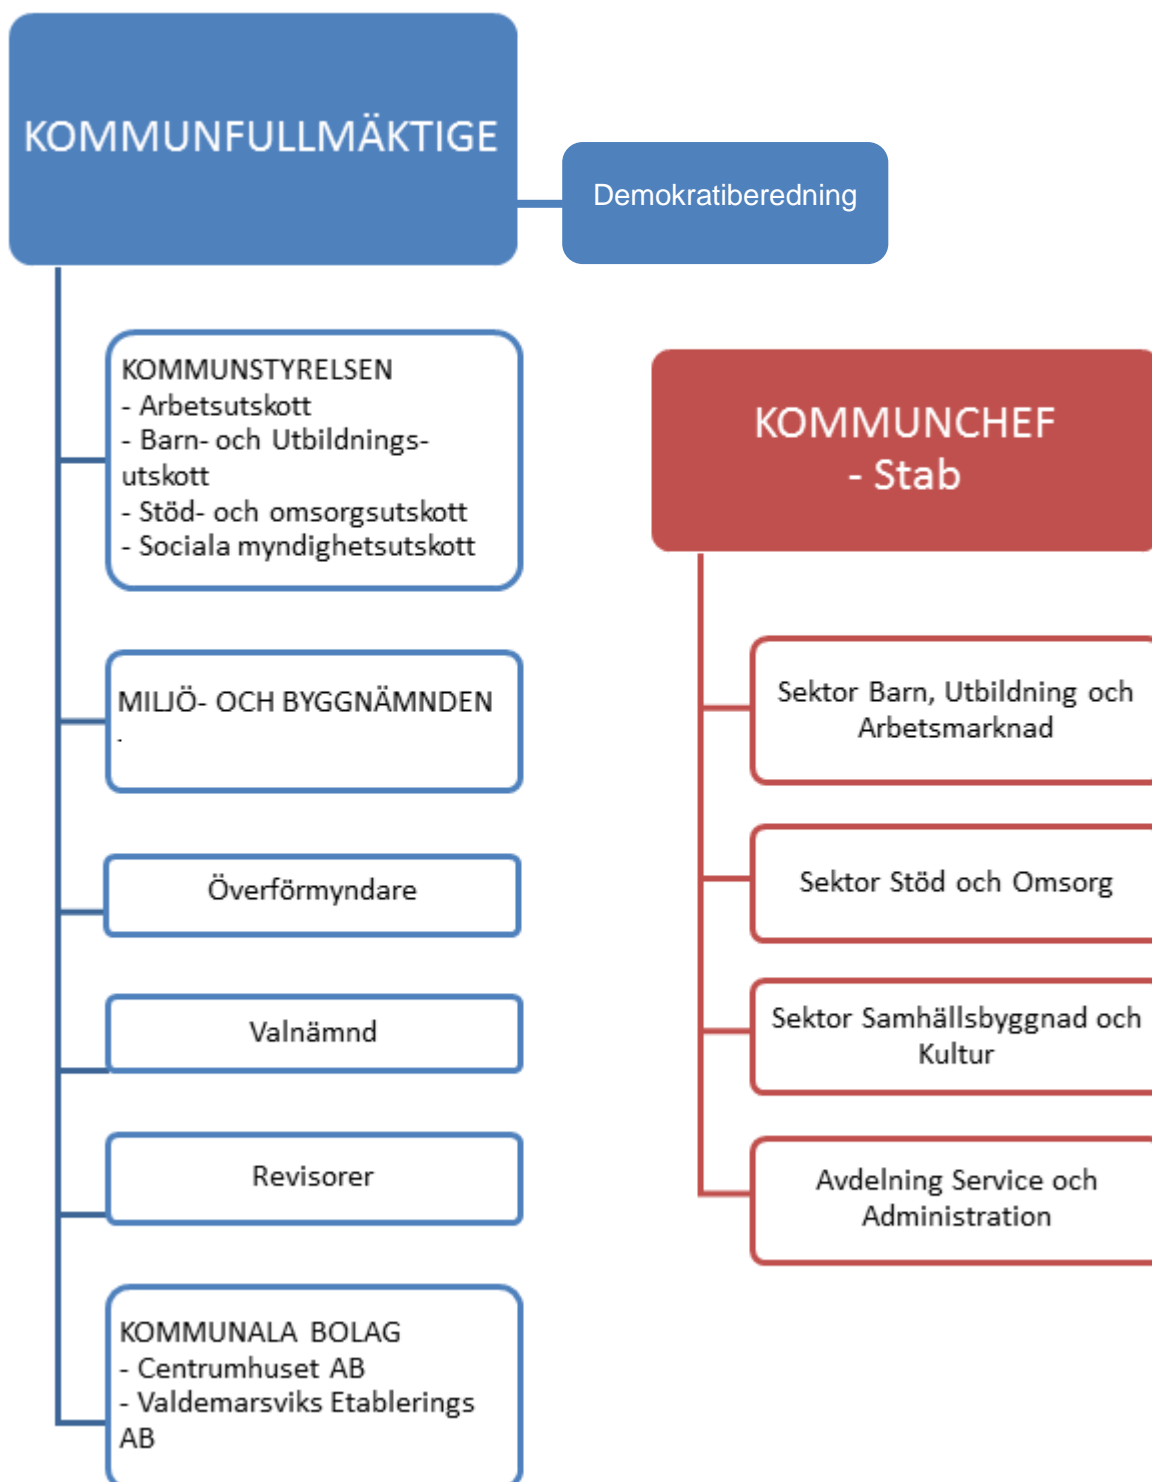 KOMMUNFULLMÄKTIGE
Demokratiberedning
KOMMUNSTYRELSEN
- Arbetsutskott
- Barn- och Utbildnings-
utskott
- Stöd- och omsorgsutskott
- Sociala myndighetsutskott
MILJÖ- OCH BYGGNÄMNDEN
.
Överförmyndare
Valnämnd
Revisorer
KOMMUNALA BOLAG
- Centrumhuset AB
- Valdemarsviks Etablerings
AB
KOMMUNCHEF
- Stab
Sektor Barn, Utbildning och
Arbetsmarknad
Sektor Stöd och Omsorg
Sektor Samhällsbyggnad och
Kultur
Avdelning Service och
Administration